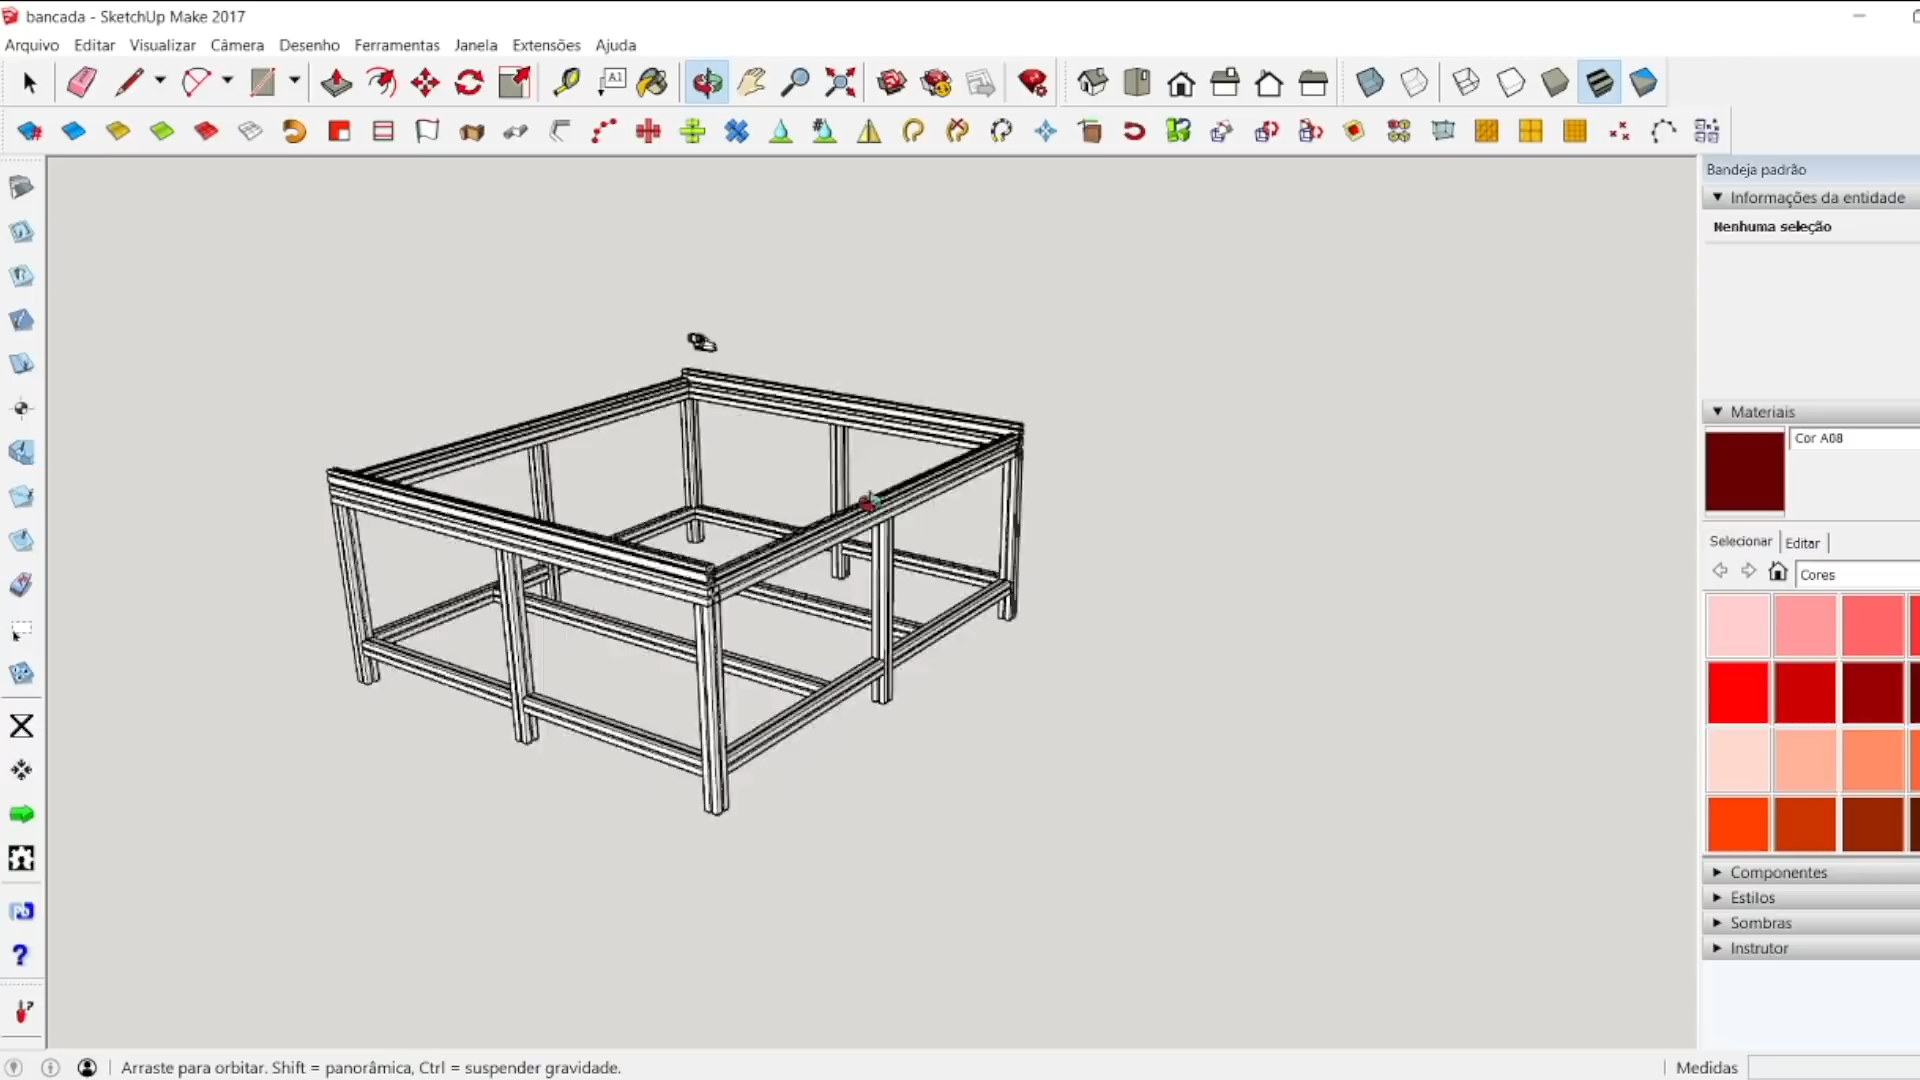 bancada - SketchUp Make 2017
Arquivo Editar Visualizar Câmera Desenho Ferramentas Janela Extensões Ajuda
A1
Bandeja padrão
Informações da entidade
Nenhuma seleção
Materiais
Cor A08
Selecionar Editar
Cores
Componentes
Estilos
Sombras
Instrutor
?
Arraste para orbitar. Shift = panorâmica, Ctrl = suspender gravidade.
Medidas